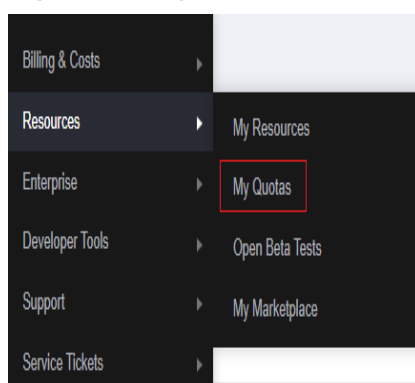 Billing & Costs
Resources
Enterprise
Developer Tools
Support
Service Tickets
My Resources
My Quotas
Open Beta Tests
My Marketplace